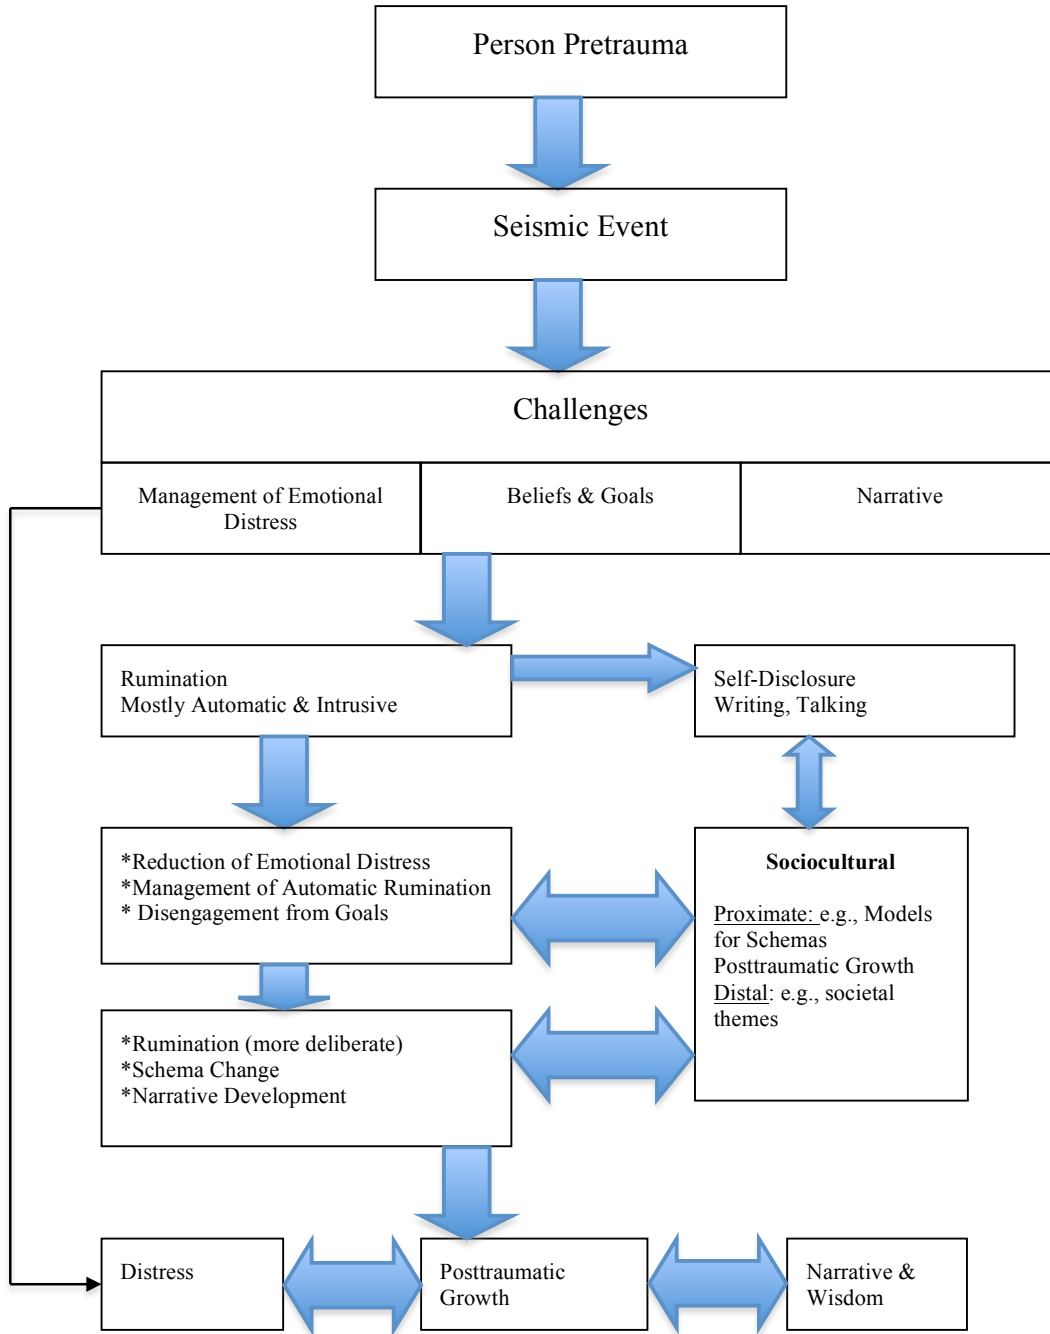 Person Pretrauma
Seismic Event
Challenges
Management of Emotional
Distress
Beliefs & Goals
Narrative
Rumination
Mostly Automatic & Intrusive
Self-Disclosure
Writing, Talking
*Reduction of Emotional Distress
*Management of Automatic Rumination
* Disengagement from Goals
Sociocultural
Proximate: e.g., Models
for Schemas
Posttraumatic Growth
Distal: e.g., societal
themes
*Rumination (more deliberate)
*Schema Change
*Narrative Development
Distress
Posttraumatic
Growth
Narrative &
Wisdom